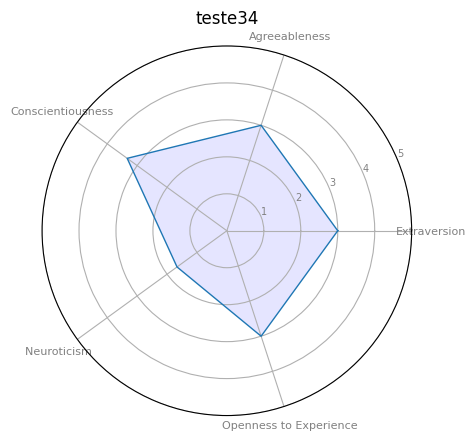 teste34
Agreeableness
Conscientiousness
5
4
3
2
1
Extraversion
Neuroticism
Openness to Experience